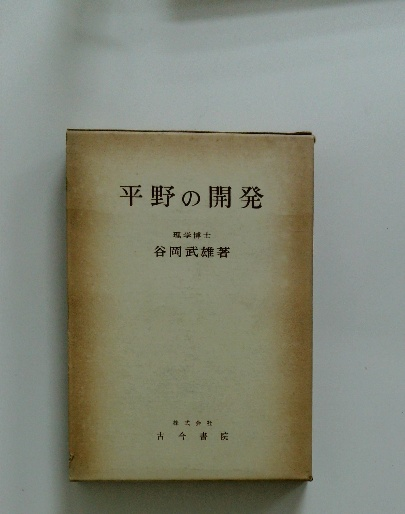 平野の開発
理学博士
谷岡武雄著
株式会社
古今書院